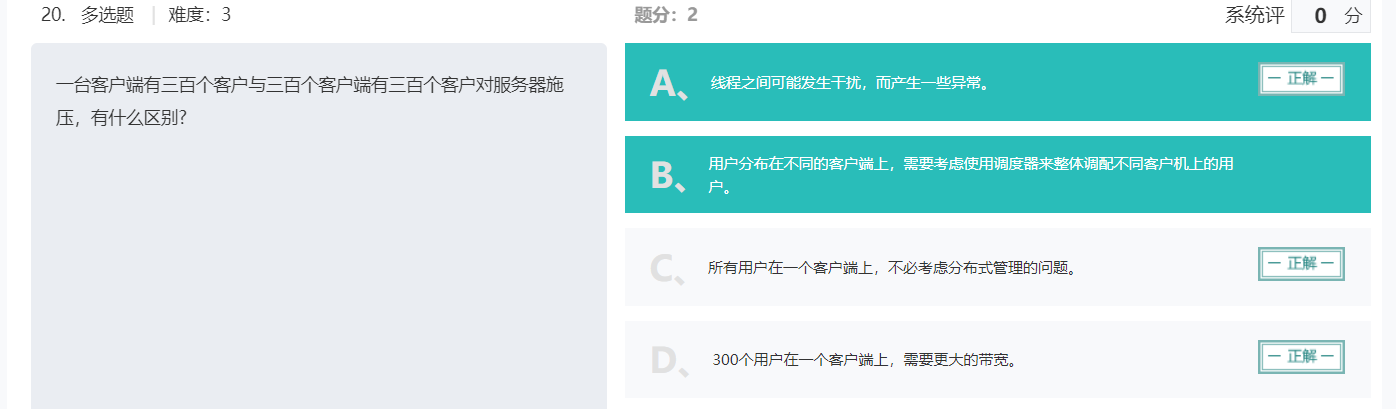 20. 多选题 | 难度：3
题分：2
系统评 0 分
一台客户端有三百个客户与三百个客户端有三百个客户对服务器施
压，有什么区别?
A、 线程之间可能发生干扰，而产生一些异常。 一 正解 一
B、 用户分布在不同的客户端上，需要考虑使用调度器来整体调配不同客户机上的用
户。
C、 所有用户在一个客户端上，不必考虑分布式管理的问题。 一 正解 一
D、 300个用户在一个客户端上，需要更大的带宽。 一 正解 一